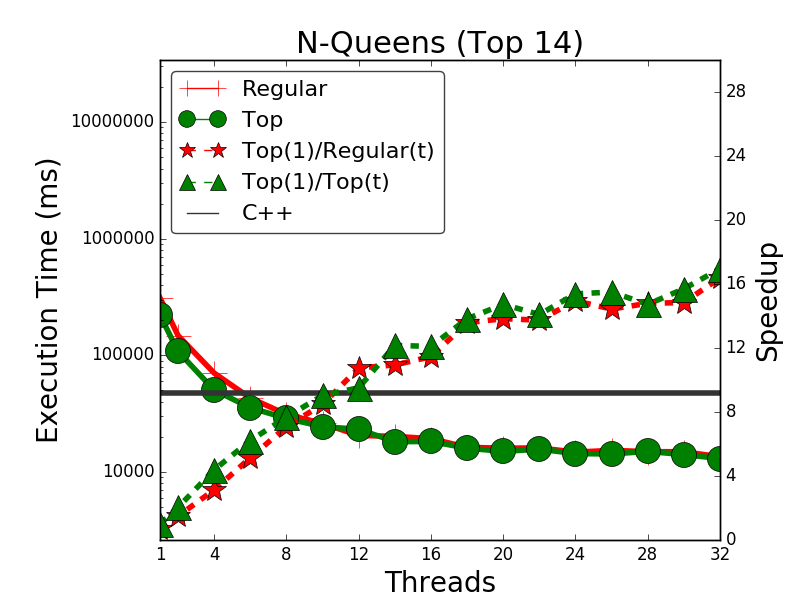 N-Queens (Top 14)
Regular
Top
Top(1)/Regular(t)
Top(1)/Top(t)
C++
Execution Time (ms)
10000000
1000000
100000
10000
Speedup
28
24
20
16
12
8
4
0
1 4 8 12 16 20 24 28 32
Threads